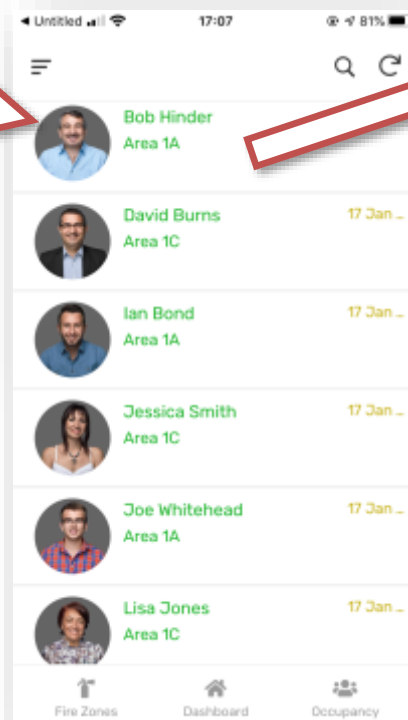 Untitled 17:07 81%
Bob Hinder
Area 1A
David Burns 17 Jan ...
Area 1C
Ian Bond 17 Jan ...
Area 1A
Jessica Smith 17 Jan ...
Area 1C
Joe Whitehead 17 Jan ...
Area 1A
Lisa Jones 17 Jan ...
Area 1C
Fire Zones Dashboard Occupancy